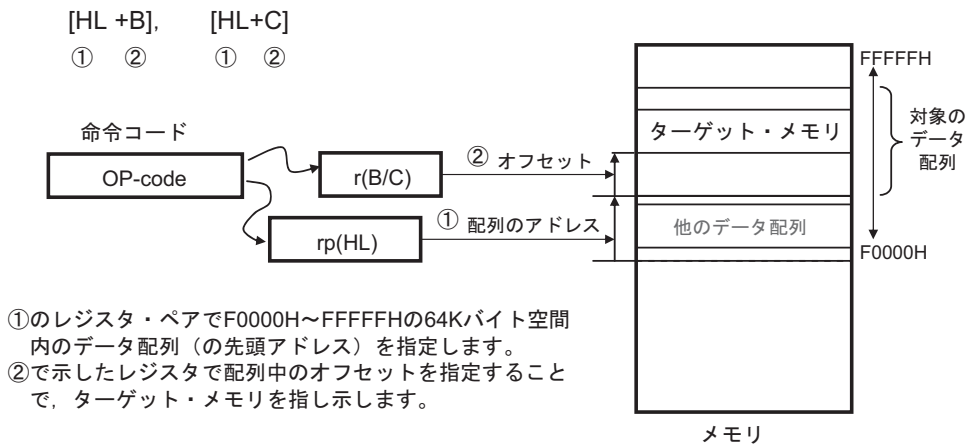 [HL +B], [HL+C]
① ② ① ②
命令コード
OP-code
r(B/C)
② オフセット
rp(HL)
① 配列のアドレス
FFFFFH
ターゲット・メモリ
対象の
データ
配列
他のデータ配列
F0000H
メモリ
①のレジスタ・ペアでF0000H～FFFFFHの64Kバイト空間
内のデータ配列（の先頭アドレス）を指定します。
②で示したレジスタで配列中のオフセットを指定すること
で，ターゲット・メモリを指し示します。